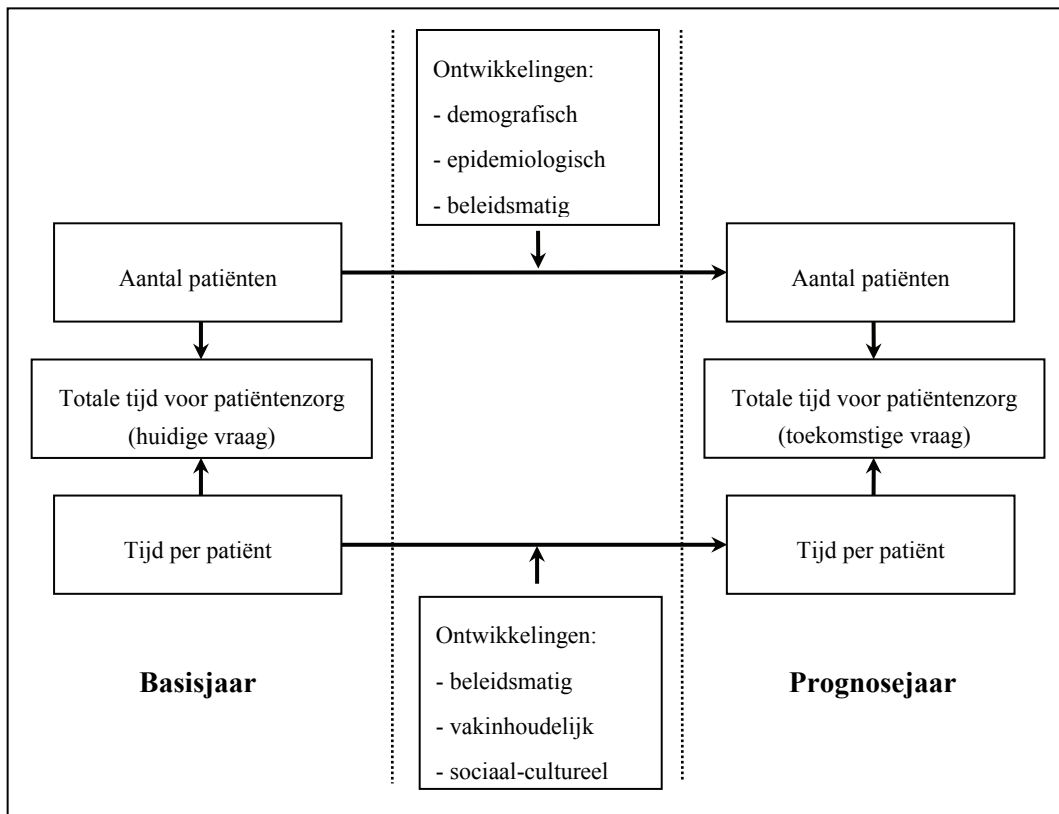 Ontwikkelingen:
- demografisch
- epidemiologisch
- beleidsmatig
Aantal patiënten
Aantal patiënten
Totale tijd voor patiëntenzorg
(huidige vraag)
Totale tijd voor patiëntenzorg
(toekomstige vraag)
Tijd per patiënt
Tijd per patiënt
Ontwikkelingen:
- beleidsmatig
- vakinhoudelijk
- sociaal-cultureel
Basisjaar
Prognosejaar